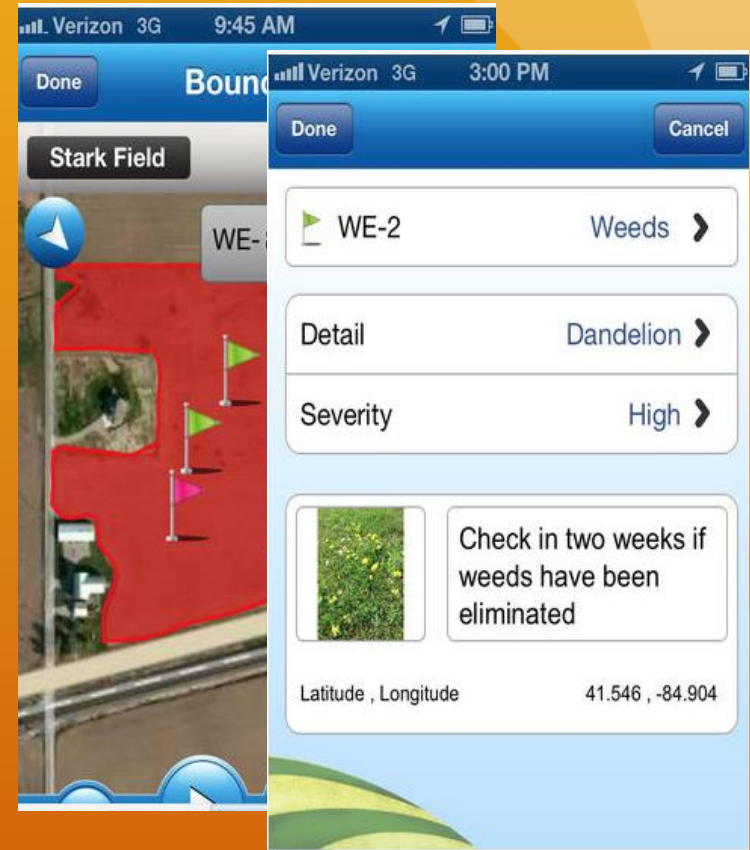 Verizon 3G 9:45 AM
Done
Stark Field
Verizon 3G 3:00 PM
Done Cancel
WE-2 Weeds
Detail Dandelion
Severity High
Check in two weeks if
weeds have been
eliminated
Latitude , Longitude 41.546 , -84.904